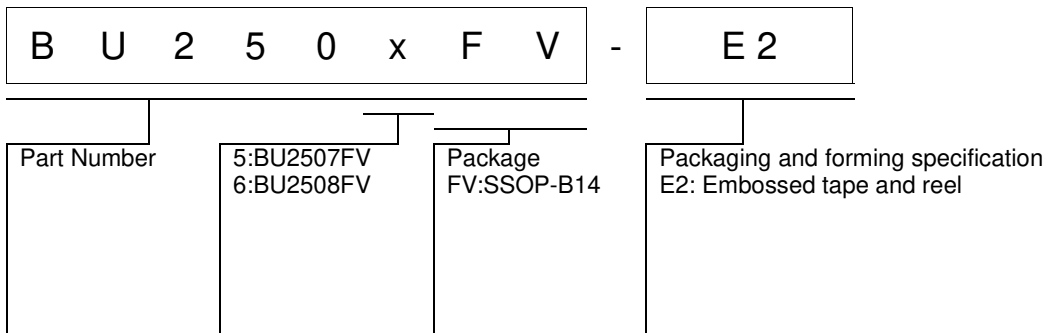 B U 2 5 0 x F V - E 2
Part Number
5:BU2507FV
6:BU2508FV
Package
FV:SSOP-B14
Packaging and forming specification
E2: Embossed tape and reel